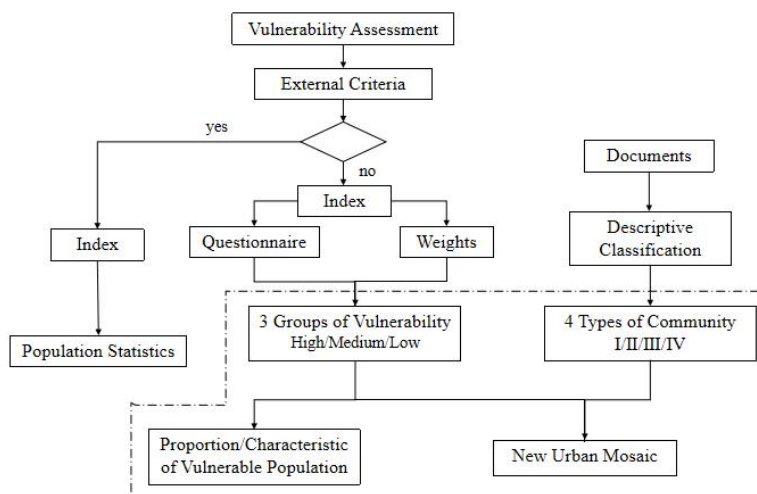 Vulnerability Assessment
External Criteria
yes
no
Documents
Index
Index
Questionnaire
Weights
Descriptive
Classification
3 Groups of Vulnerability
High/Medium/Low
4 Types of Community
I/II/III/IV
Population Statistics
Proportion/Characteristic
of Vulnerable Population
New Urban Mosaic